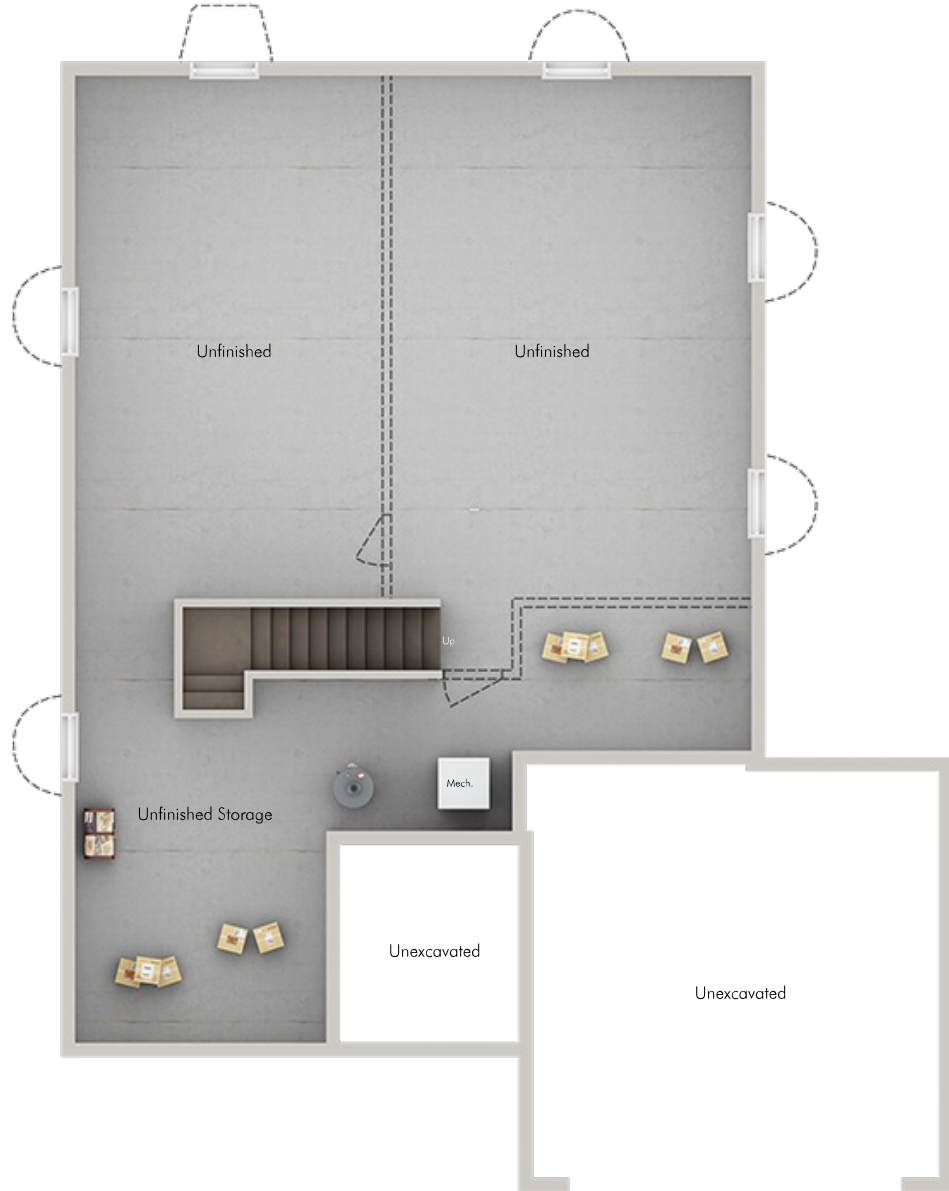 Unfinished
Unfinished
Up
Mech.
Unfinished Storage
Unexcavated
Unexcavated